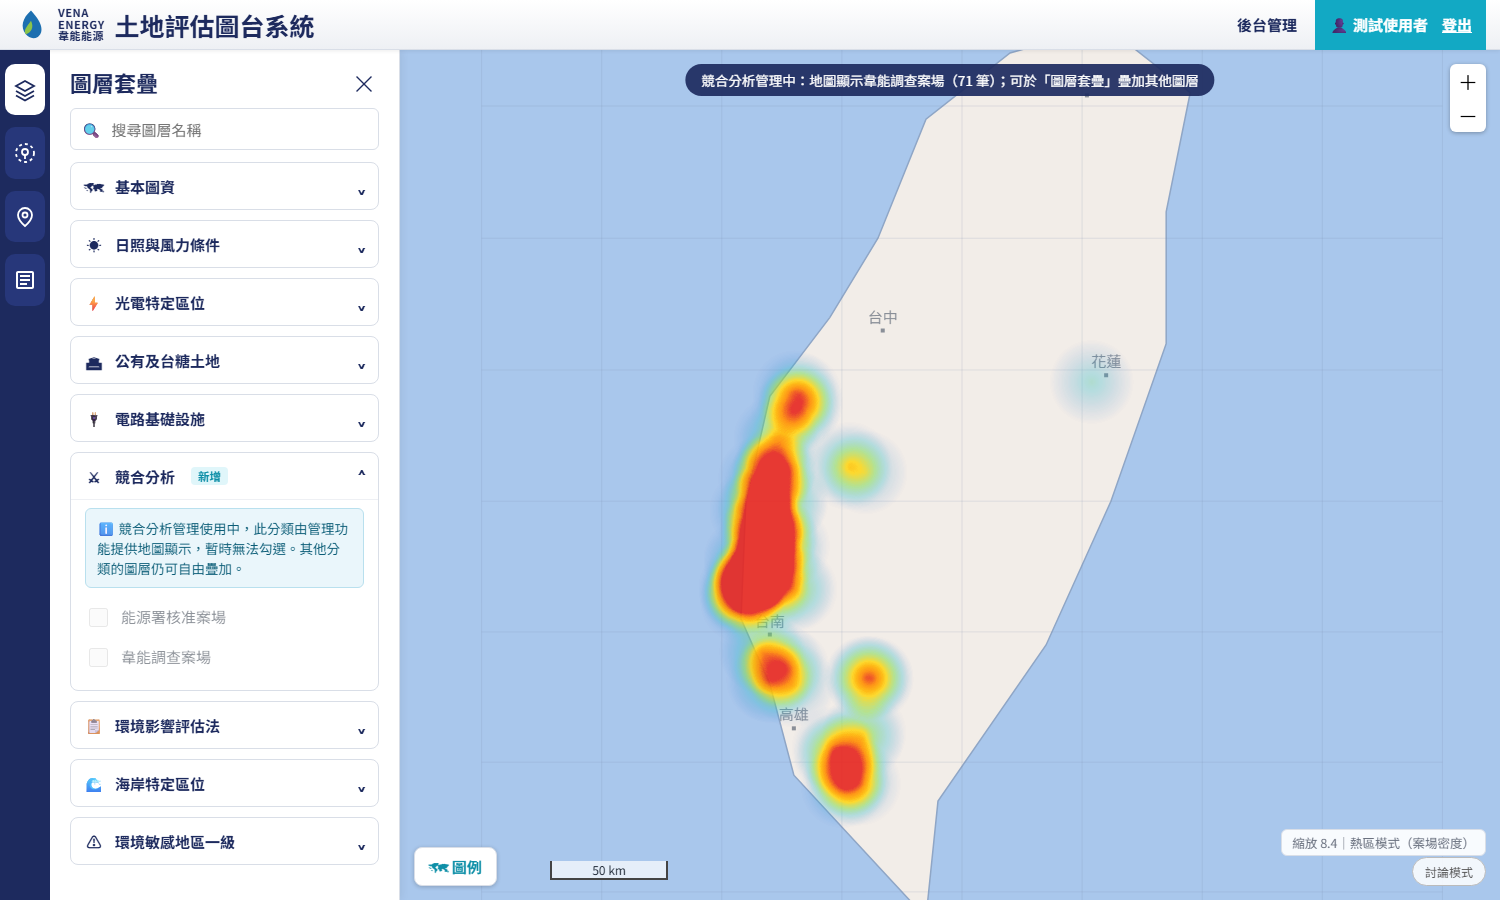 VENA
ENERGY
韋能能源
土地評估圖台系統
後台管理
測試使用者 登出
圖層套疊
搜尋圖層名稱
基本圖資
日照與風力條件
光電特定區位
公有及台糖土地
電路基礎設施
競合分析 新增
競合分析管理使用中，此分類由管理功
能提供地圖顯示，暫時無法勾選。其他分
類的圖層仍可自由疊加。
能源署核准案場
韋能調查案場
環境影響評估法
海岸特定區位
環境敏感地區一級
競合分析管理中：地圖顯示韋能調查案場（71 筆）；可於「圖層套疊」疊加其他圖層
台中
花蓮
台南
高雄
圖例
50 km
縮放 8.4｜熱區模式（案場密度）
討論模式